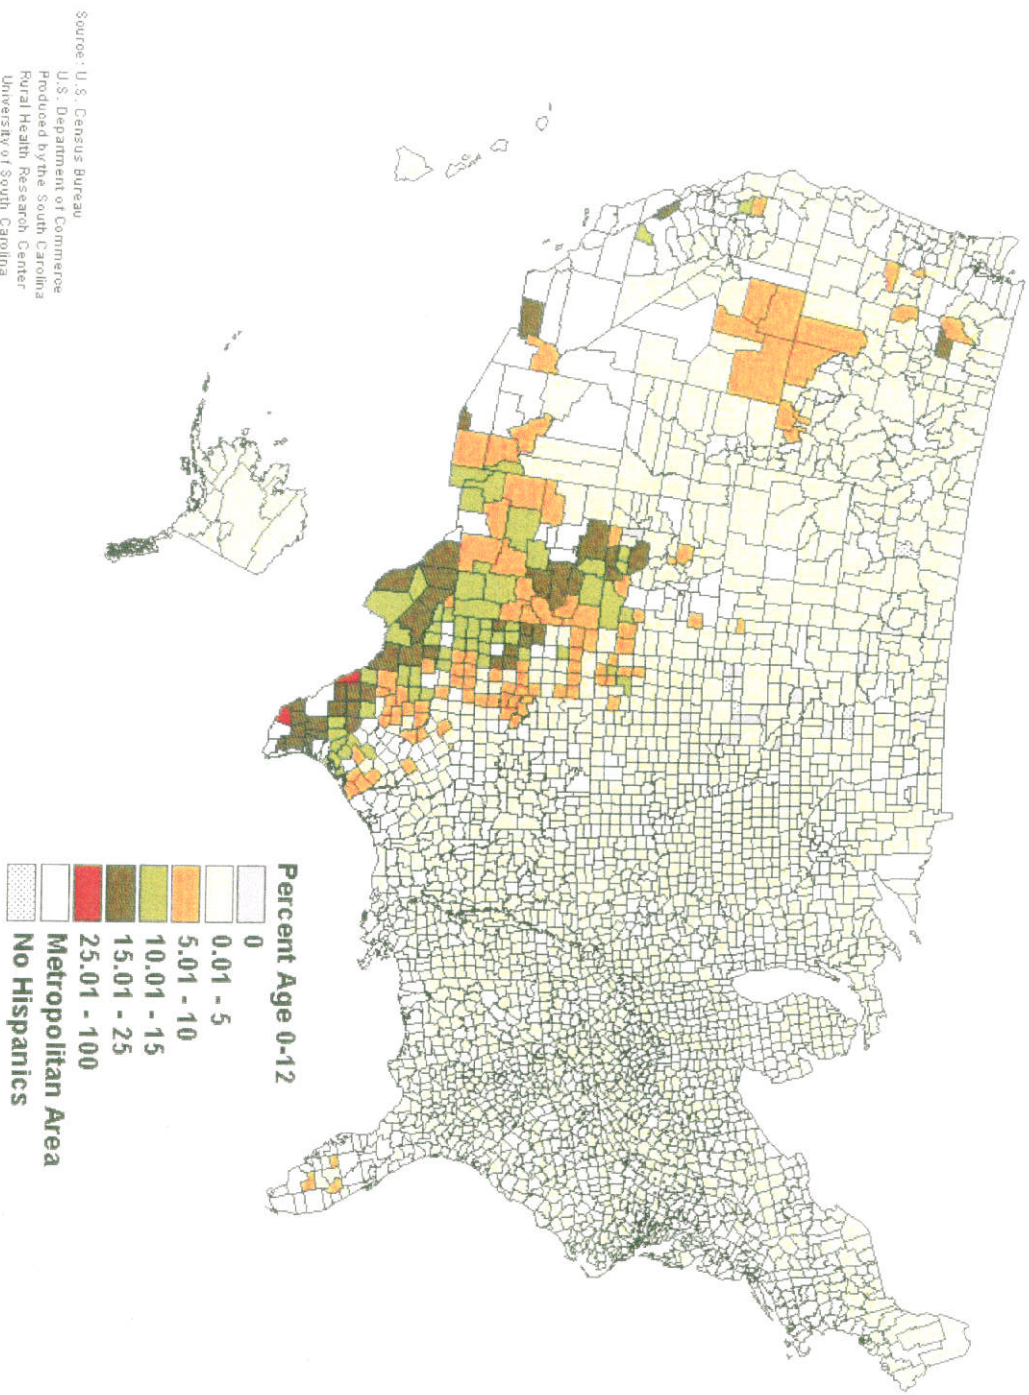 Percent Age 0-12
0
0.01 - 5
5.01 - 10
10.01 - 15
15.01 - 25
25.01 - 100
Metropolitan Area
No Hispanics
Source: U.S. Census Bureau
U.S. Department of Commerce
Produced by the South Carolina
Rural Health Research Center
University of South Carolina